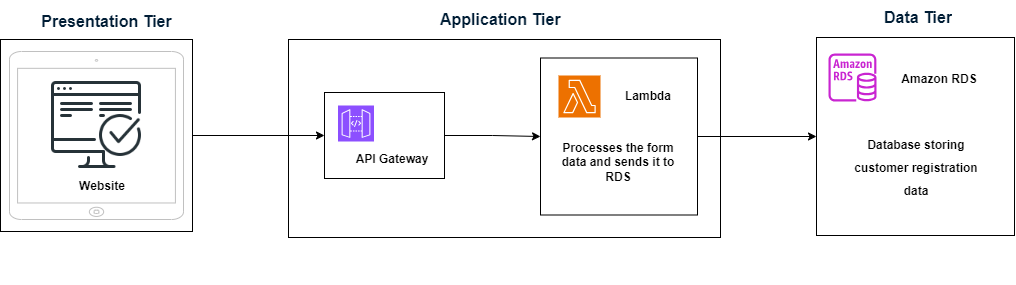 Presentation Tier
Application Tier
Data Tier
Website
API Gateway
Lambda
Processes the form
data and sends it to
RDS
Amazon
RDS
Amazon RDS
Database storing
customer registration
data